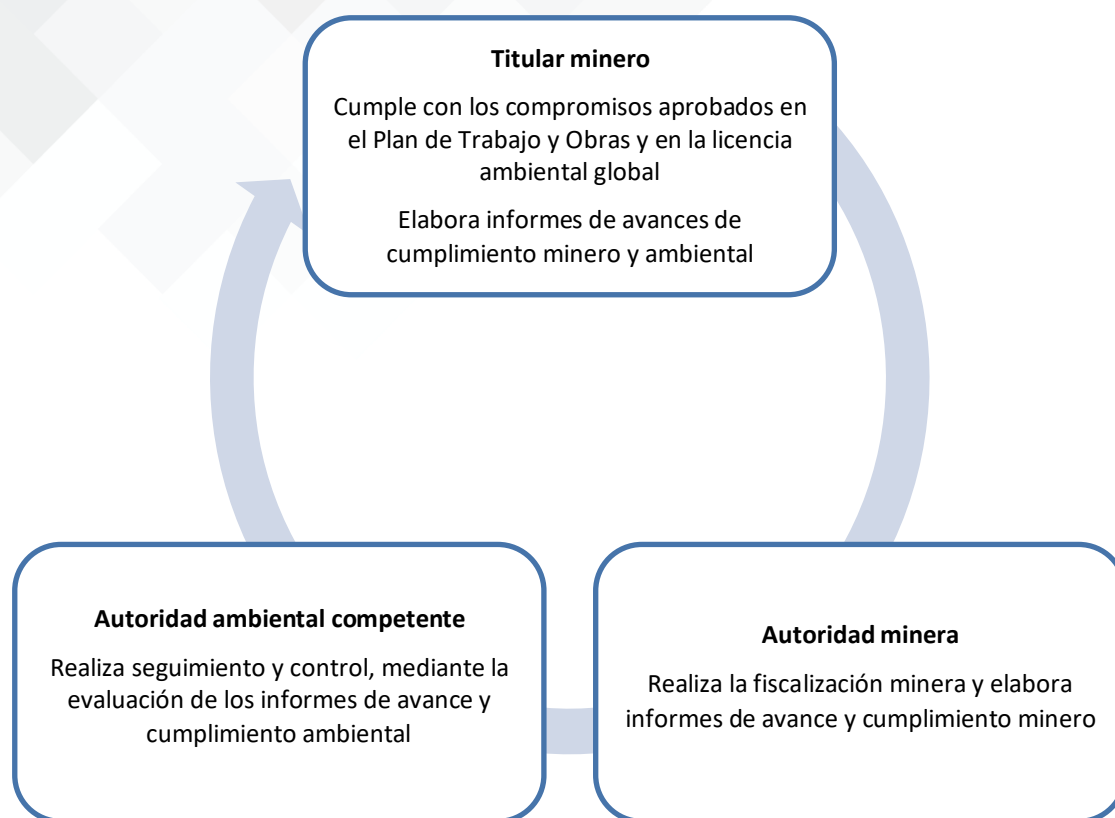 Titular minero
Cumple con los compromisos aprobados en
el Plan de Trabajo y Obras y en la licencia
ambiental global
Elabora informes de avances de
cumplimiento minero y ambiental
Autoridad ambiental competente
Realiza seguimiento y control, mediante la
evaluación de los informes de avance y
cumplimiento ambiental
Autoridad minera
Realiza la fiscalización minera y elabora
informes de avance y cumplimiento minero